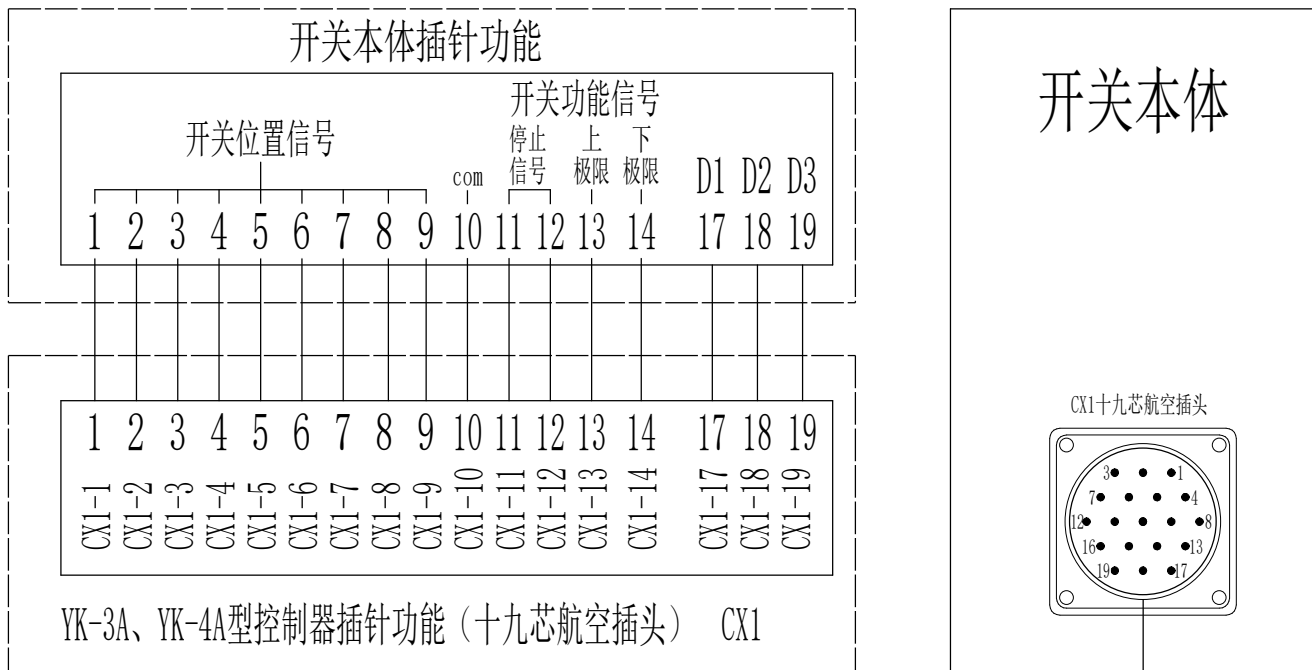 开关本体插针功能
开关功能信号
开关位置信号
停止 上 下
com 信号 极限 极限 D1 D2 D3
1 2 3 4 5 6 7 8 9 10 11 12 13 14 17 18 19
1 2 3 4 5 6 7 8 9 10 11 12 13 14 17 18 19
CX1-1 CX1-2 CX1-3 CX1-4 CX1-5 CX1-6 CX1-7 CX1-8 CX1-9 CX1-10 CX1-11 CX1-12 CX1-13 CX1-14 CX1-17 CX1-18 CX1-19
YK-3A、YK-4A型控制器插针功能（十九芯航空插头） CX1
开关本体
CX1十九芯航空插头
3 1
7 4
12 8
16 13
19 17